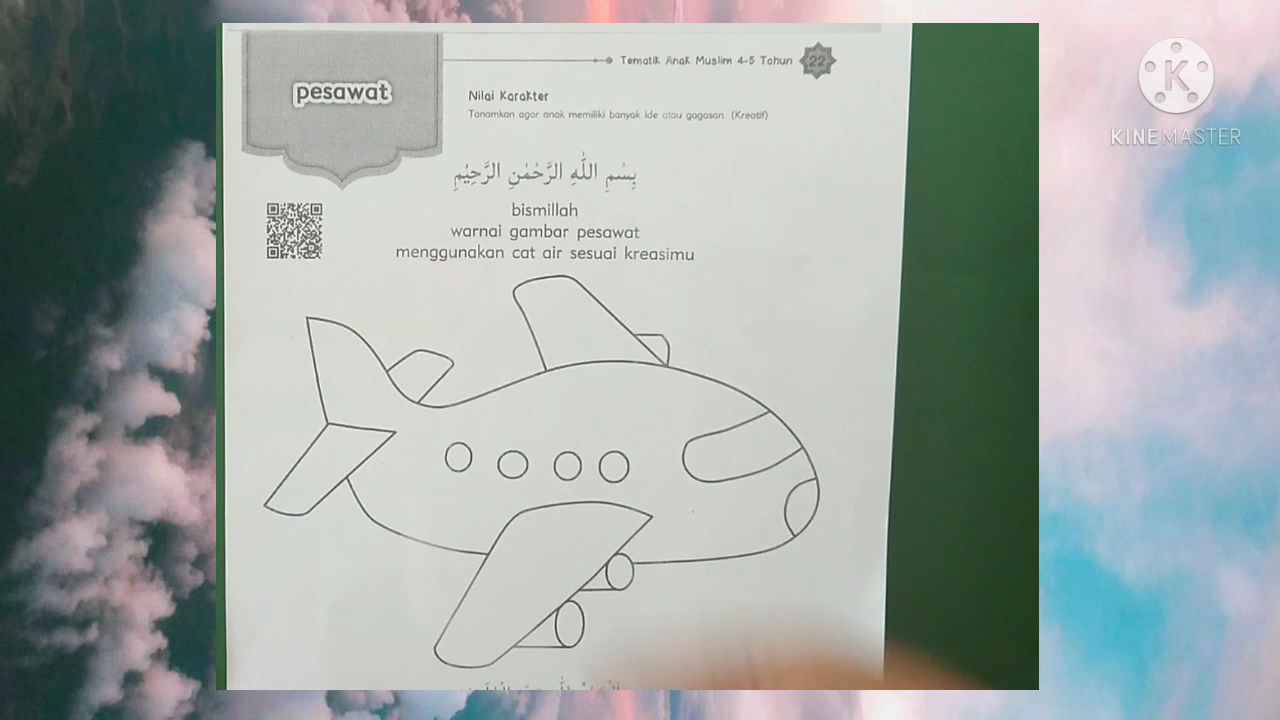 pesawat
Tematik Anak Muslim 4-5 Tahun 22
Nilai Karakter
Tanamkan agar anak memiliki banyak ide atau gagasan. (Kreatif)
بِسْمِ اللّٰهِ الرَّحْمٰنِ الرَّحِيْمِ
bismillah
warnai gambar pesawat
menggunakan cat air sesuai kreasimu
KINEMASTER